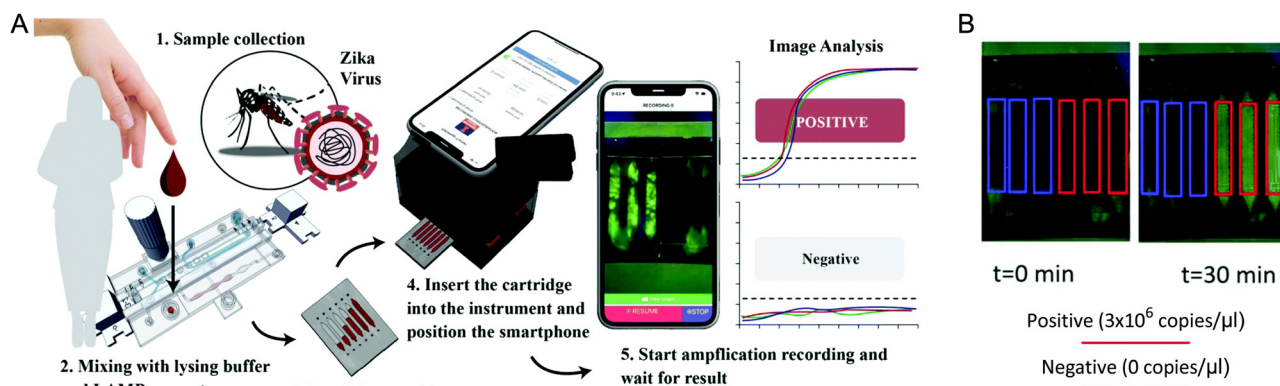 A
1. Sample collection
Zika
Virus
2. Mixing with lysing buffer
4. Insert the cartridge
into the instrument and
position the smartphone
RECORDING 0
RESUME
STOP
5. Start ampflication recording and
wait for result
Image Analysis
POSITIVE
Negative
B
t=0 min
t=30 min
Positive (3x10⁶ copies/µl)
Negative (0 copies/µl)